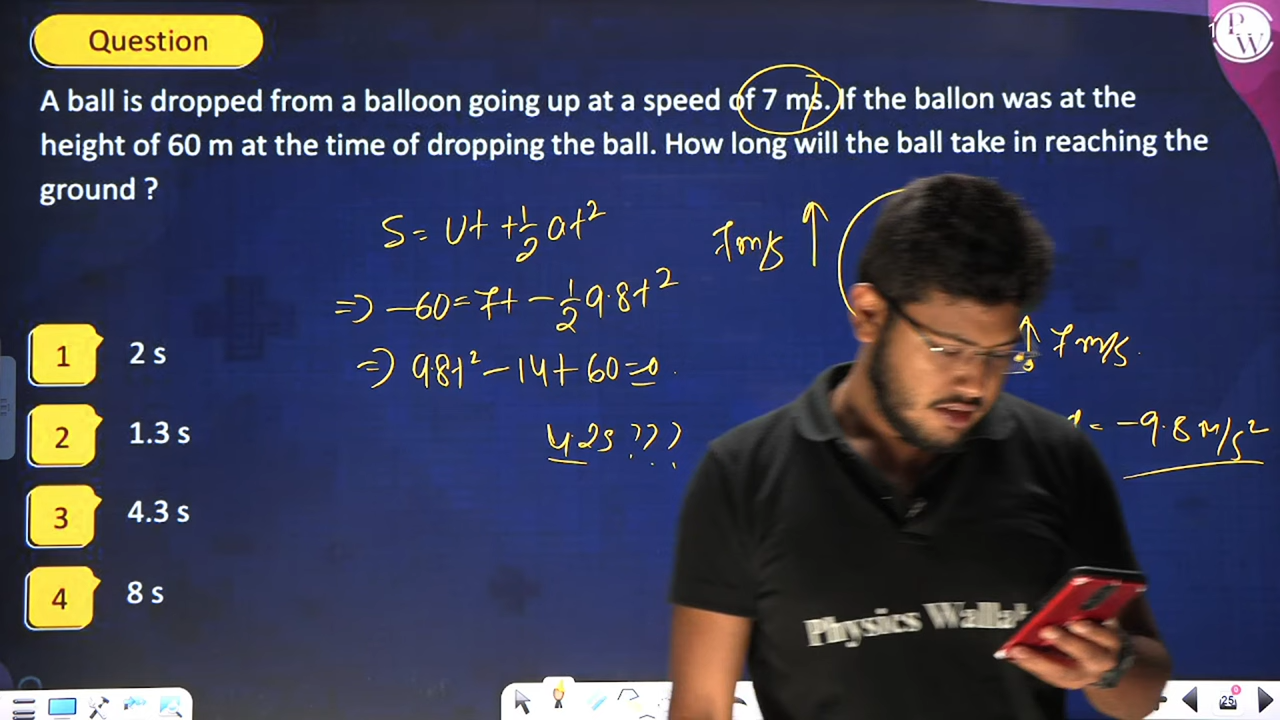 Question
A ball is dropped from a balloon going up at a speed of 7 ms. If the ballon was at the
height of 60 m at the time of dropping the ball. How long will the ball take in reaching the
ground ?
S = Ut + 1/2 at²
7m/s ↑
=> -60 = 7t - 1/2 9.8t²
=> 9.8t² - 14t 60 = 0
↑ 7m/s
= -9.8 m/s²
4.2s ???
1 2 s
2 1.3 s
3 4.3 s
4 8 s
PW
Physics
25